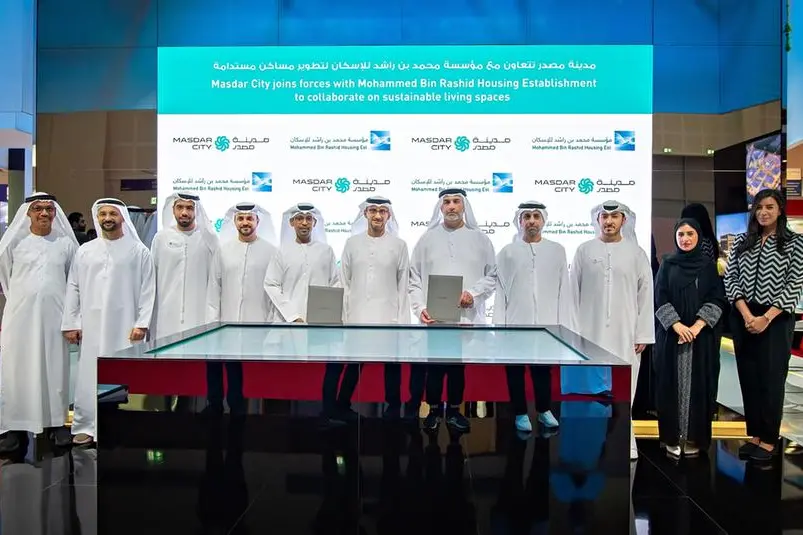 مدينة مصدر تتعاون مع مؤسسة محمد بن راشد للإسكان لتطوير مساكن مستدامة
Masdar City joins forces with Mohammed Bin Rashid Housing Establishment
to collaborate on sustainable living spaces
MASDAR CITY مدينة مصدر
مؤسسة محمد بن راشد للإسكان
Mohammed Bin Rashid Housing Est
MASDAR CITY مدينة مصدر
مؤسسة محمد بن راشد للإسكان
Mohammed Bin Rashid Housing Est
مؤسسة محمد بن راشد للإسكان
Mohammed Bin Rashid Housing Est
MASDAR CITY مدينة مصدر
مؤسسة محمد بن راشد للإسكان
Mohammed Bin Rashid Housing Est
MASDAR CITY مدينة مصدر